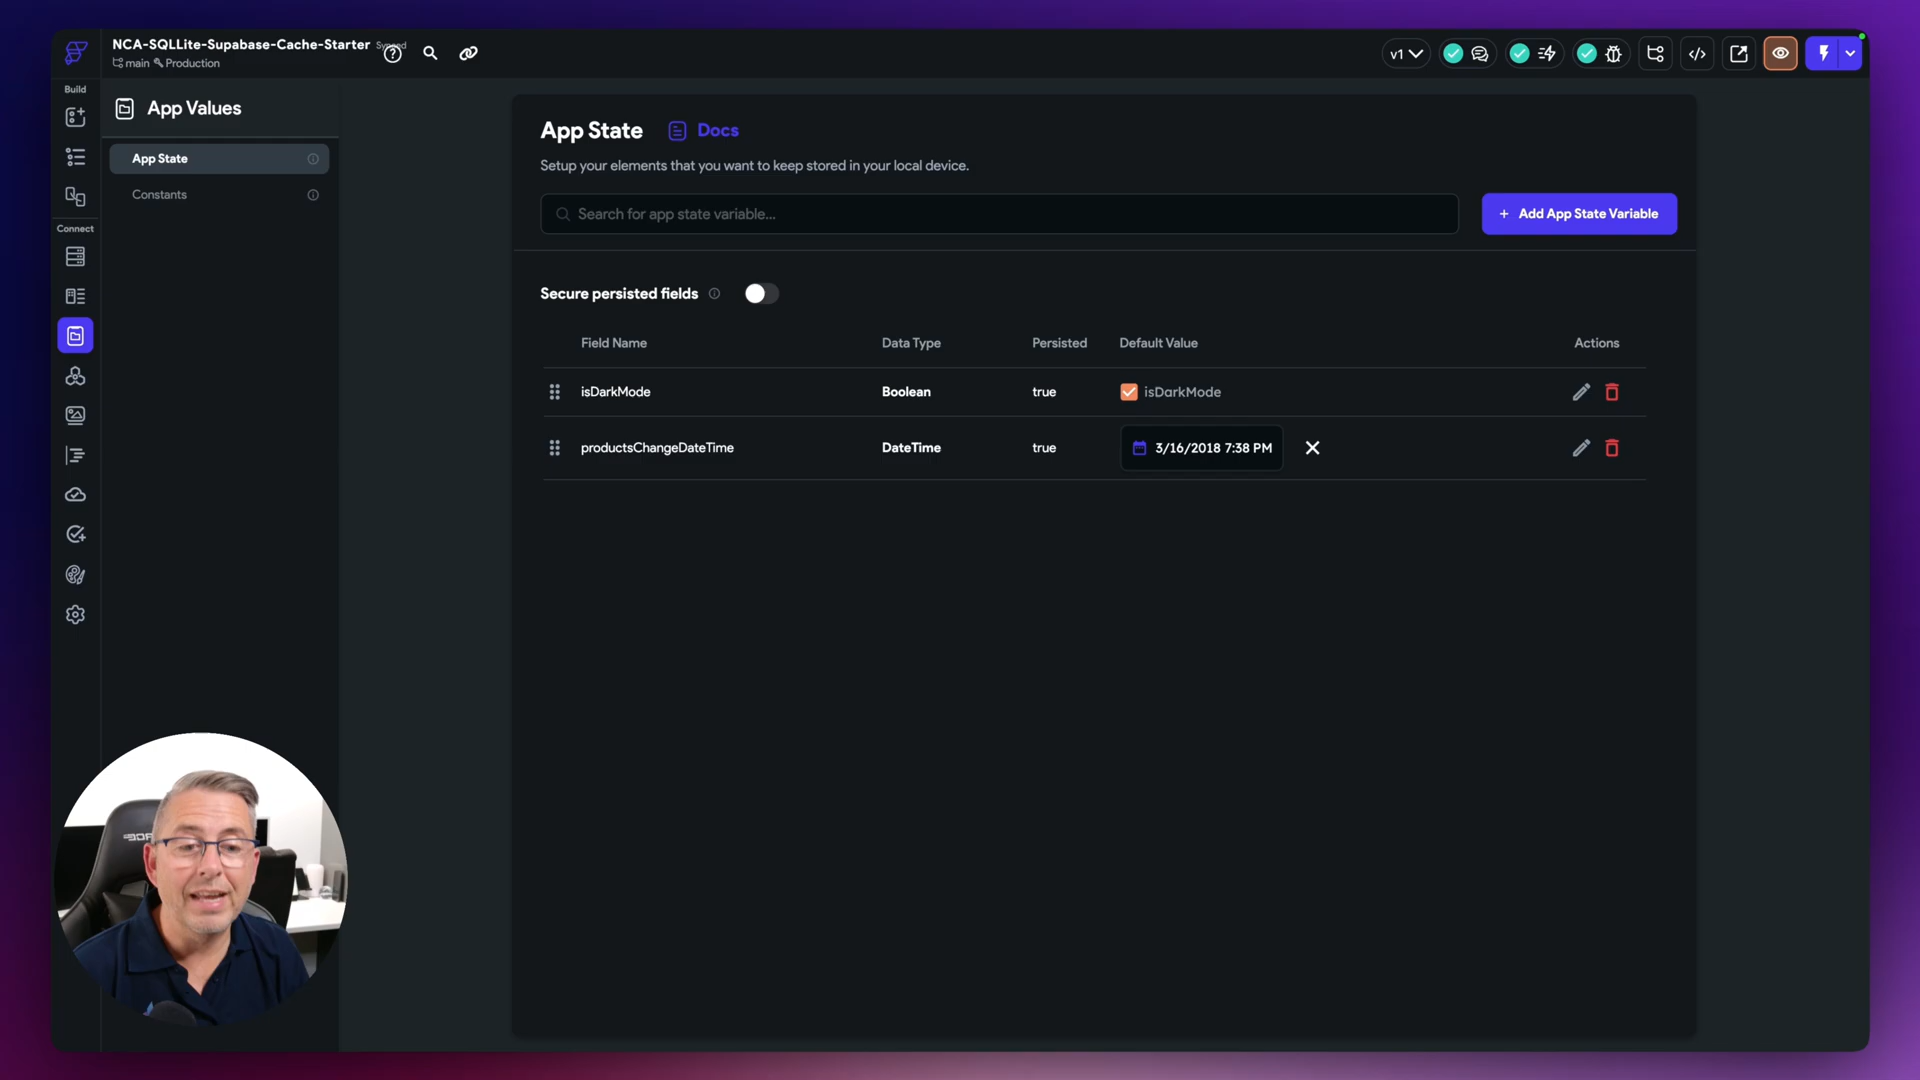 NCA-SQLLite-Supabase-Cache-Starter
Synced
main Production
v1
Build
App Values
App State
Constants
Connect
App State
Docs
Setup your elements that you want to keep stored in your local device.
Search for app state variable...
+ Add App State Variable
Secure persisted fields
Field Name Data Type Persisted Default Value Actions
isDarkMode Boolean true isDarkMode
productsChangeDateTime DateTime true 3/16/2018 7:38 PM